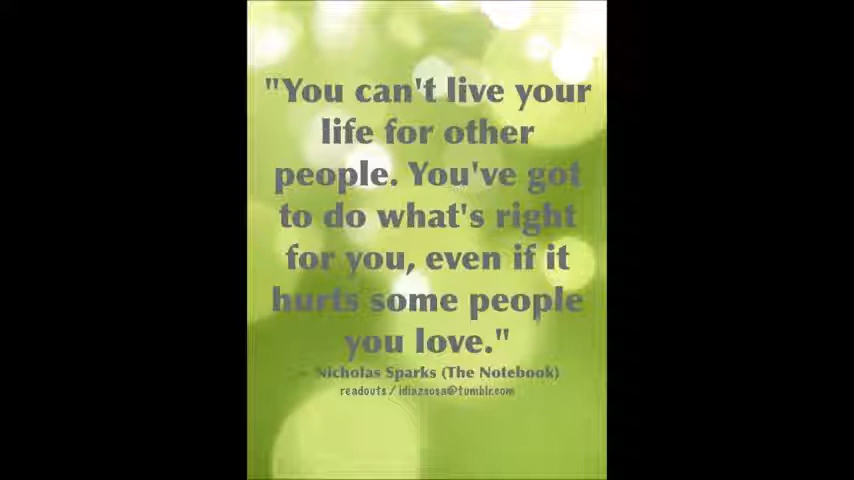 "You can't live your
life for other
people. You've got
to do what's right
for you, even if it
hurts some people
you love."
— Nicholas Sparks (The Notebook)
readouts / idiazsosa@tumblr.com